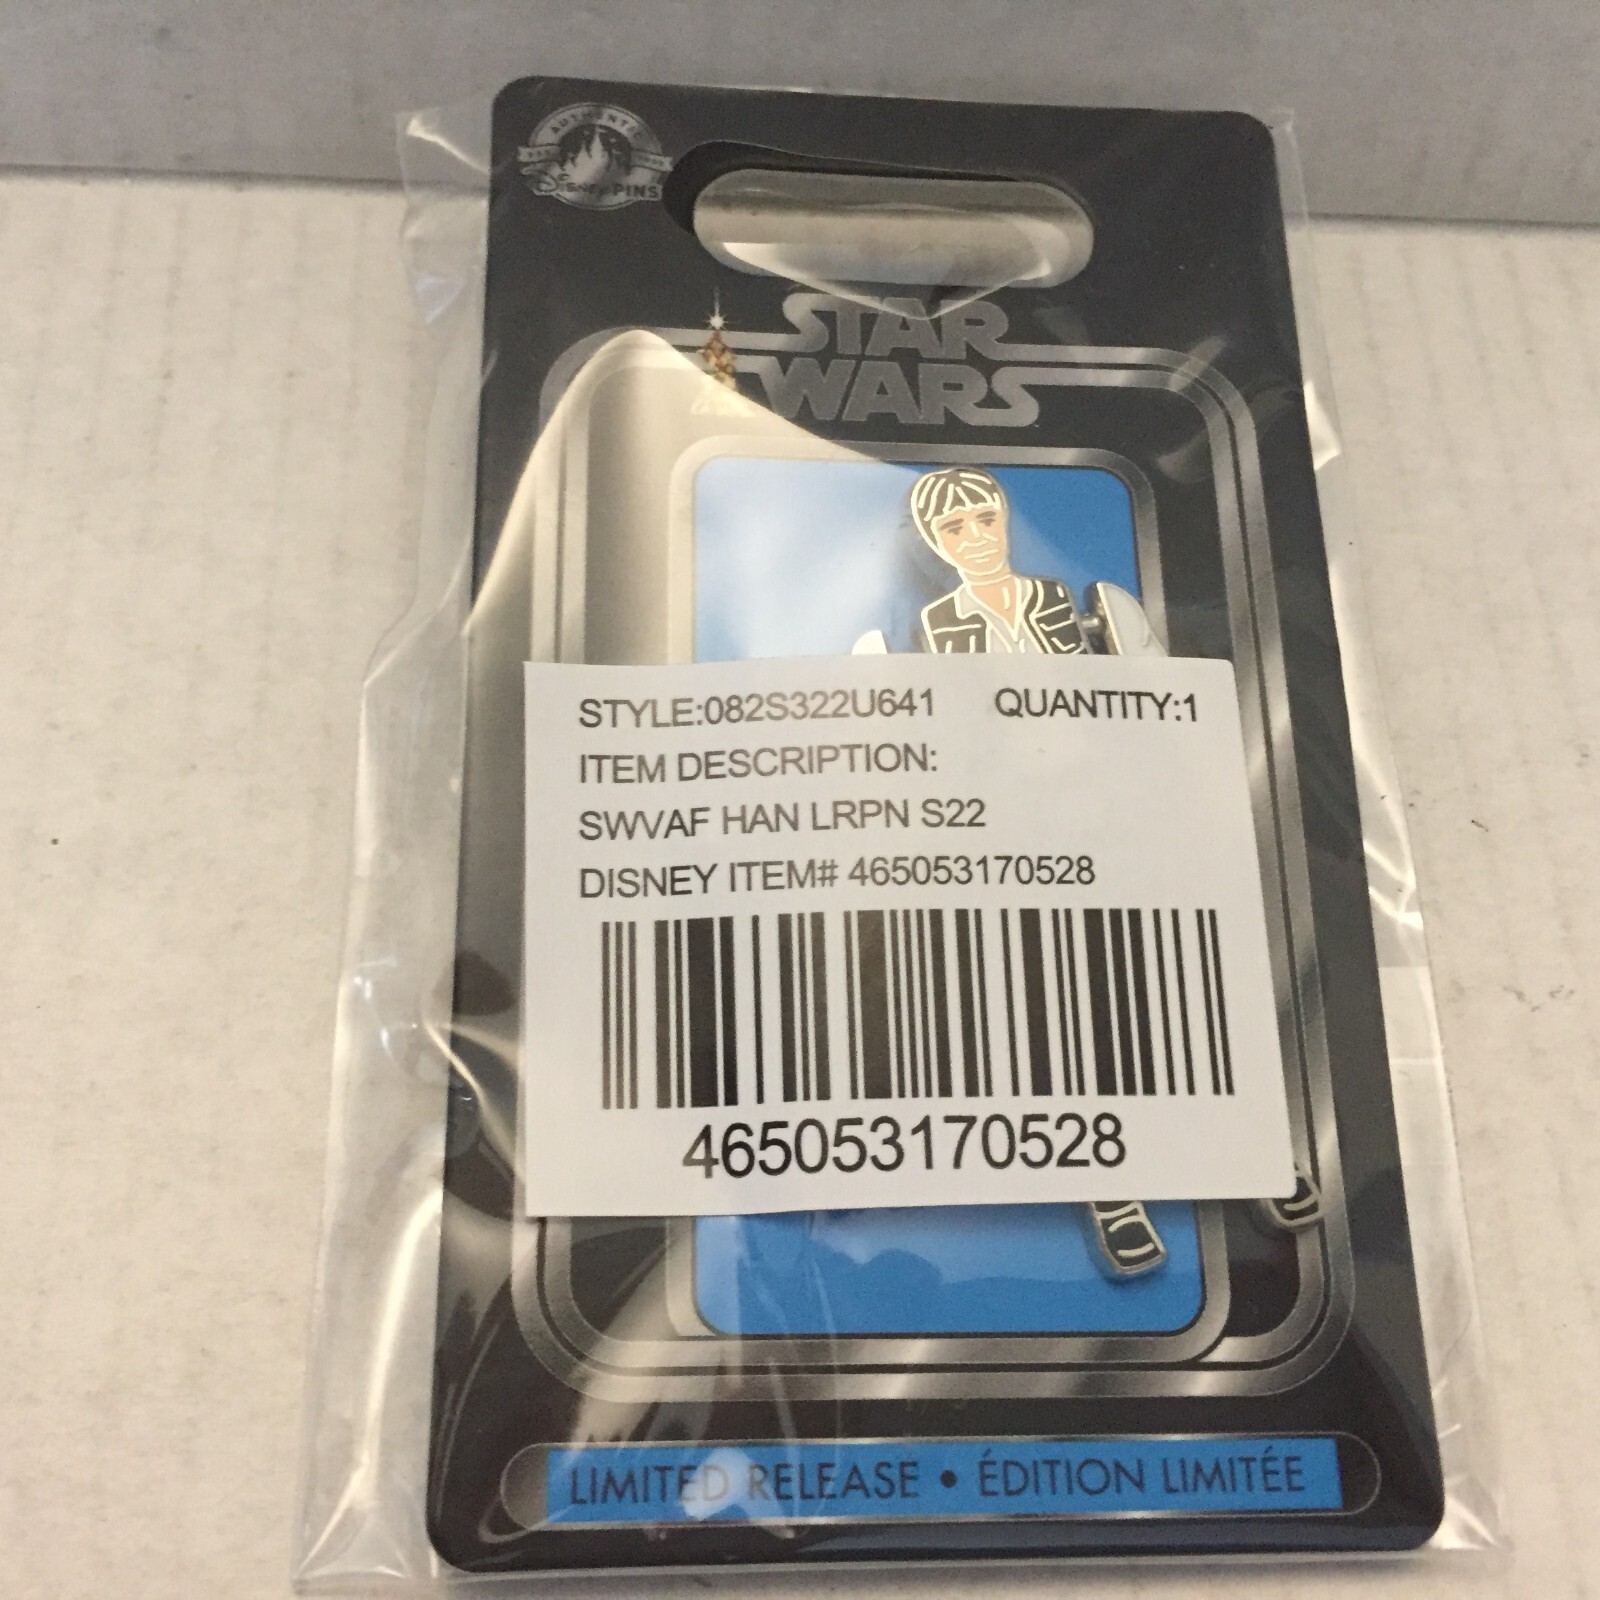 AUTHENTIC
Disney PINS
STAR
WARS
STYLE:082S322U641 QUANTITY:1
ITEM DESCRIPTION:
SWVAF HAN LRPN S22
DISNEY ITEM# 465053170528
465053170528
LIMITED RELEASE • ÉDITION LIMITÉE